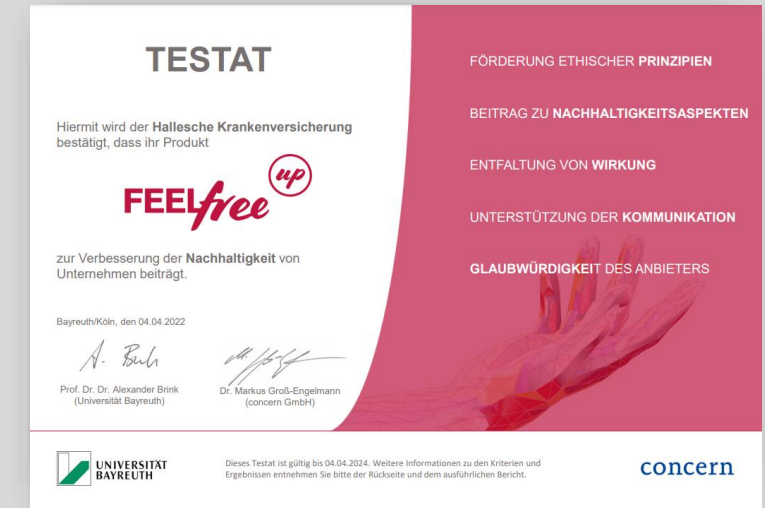 TESTAT
Hiermit wird der Hallesche Krankenversicherung
bestätigt, dass ihr Produkt
FEELfree up
zur Verbesserung der Nachhaltigkeit von
Unternehmen beiträgt.
Bayreuth/Köln, den 04.04.2022
Prof. Dr. Dr. Alexander Brink
(Universität Bayreuth)
Dr. Markus Groß-Engelmann
(concern GmbH)
FÖRDERUNG ETHISCHER PRINZIPIEN
BEITRAG ZU NACHHALTIGKEITSASPEKTEN
ENTFALTUNG VON WIRKUNG
UNTERSTÜTZUNG DER KOMMUNIKATION
GLAUBWÜRDIGKEIT DES ANBIETERS
UNIVERSITÄT
BAYREUTH
Dieses Testat ist gültig bis 04.04.2024. Weitere Informationen zu den Kriterien und
Ergebnissen entnehmen Sie bitte der Rückseite und dem ausführlichen Bericht.
concern